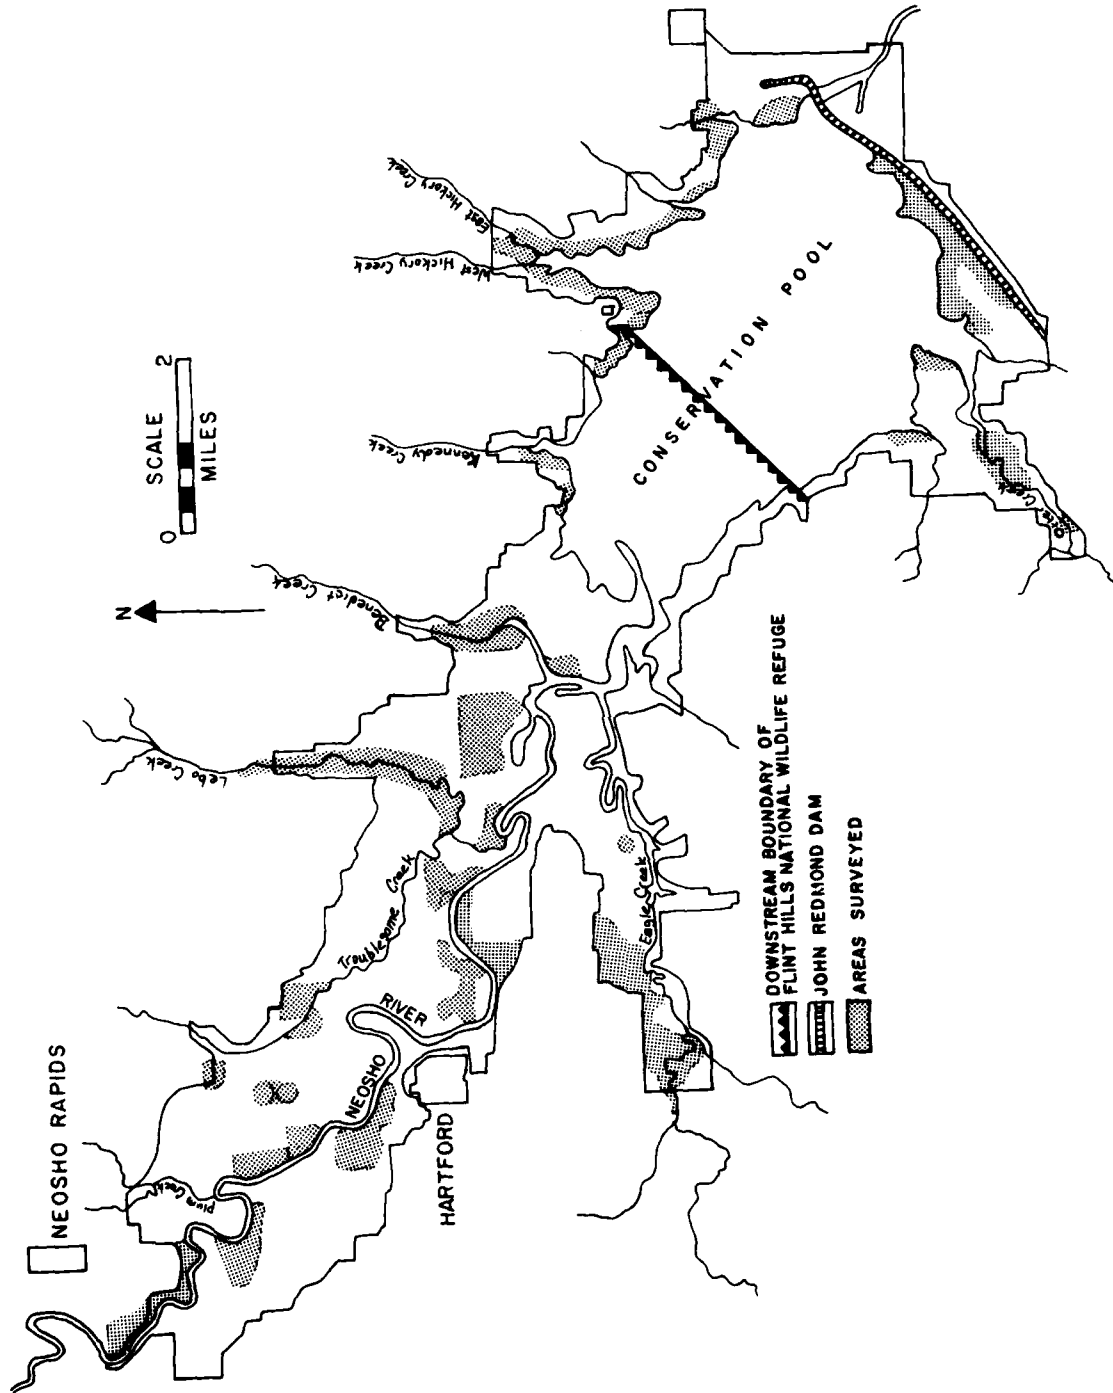 NEOSHO RAPIDS
Plum Creek
NEOSHO
RIVER
HARTFORD
Troublesome Creek
Lebo Creek
Benedict Creek
N
SCALE
0 2
MILES
Kennedy Creek
West Hickory Creek
East Hickory Creek
CONSERVATION POOL
Eagle Creek
Otter Creek
DOWNSTREAM BOUNDARY OF
FLINT HILLS NATIONAL WILDLIFE REFUGE
JOHN REDMOND DAM
AREAS SURVEYED